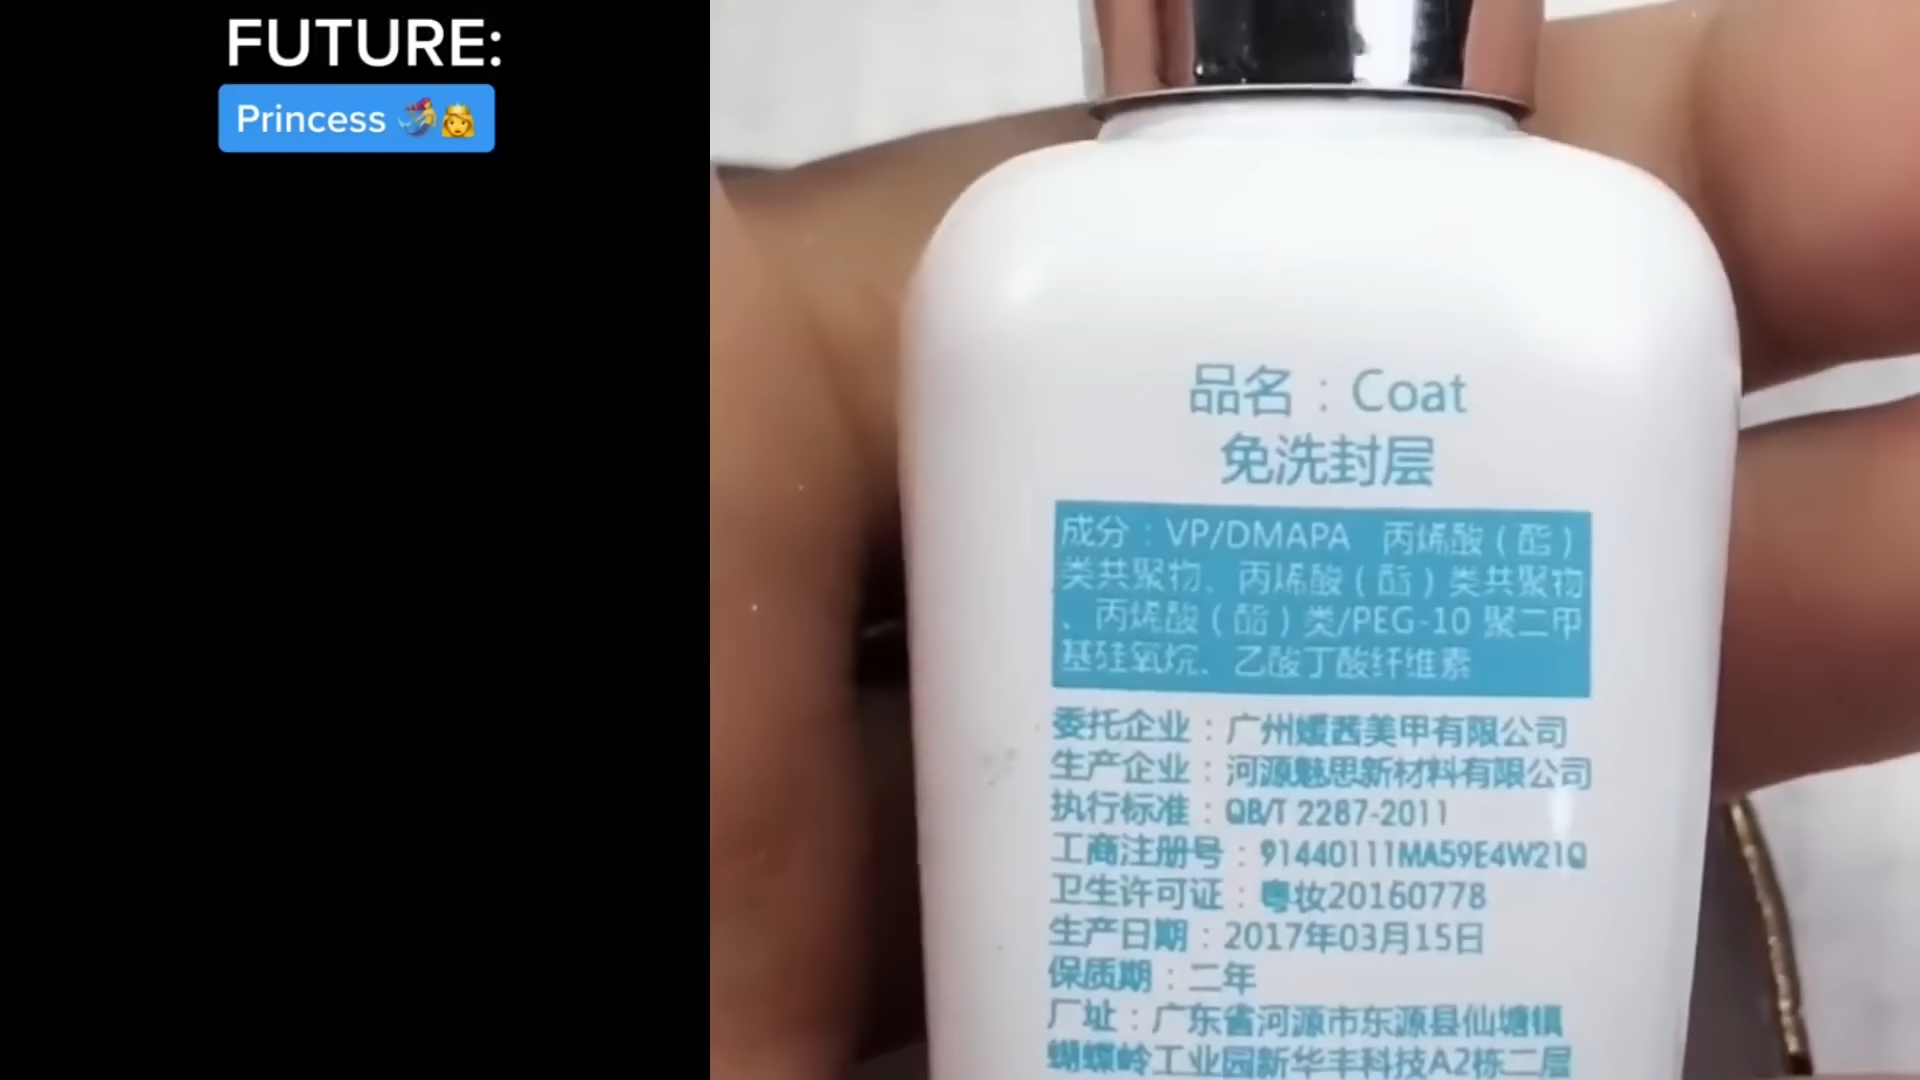 FUTURE:
Princess 🧜‍♀️👸
品名：Coat
免洗封层
成分：VP/DMAPA 丙烯酸（酯）
类共聚物、丙烯酸（酯）类共聚物
、丙烯酸（酯）类/PEG-10 聚二甲
基硅氧烷、乙酸丁酸纤维素
委托企业：广州媛茜美甲有限公司
生产企业：河源魅思新材料有限公司
执行标准：QB/T 2287-2011
工商注册号：91440111MA59E4W21Q
卫生许可证：粤妆20160778
生产日期：2017年03月15日
保质期：二年
厂址：广东省河源市东源县仙塘镇
蝴蝶岭工业园新华丰科技A2栋二层